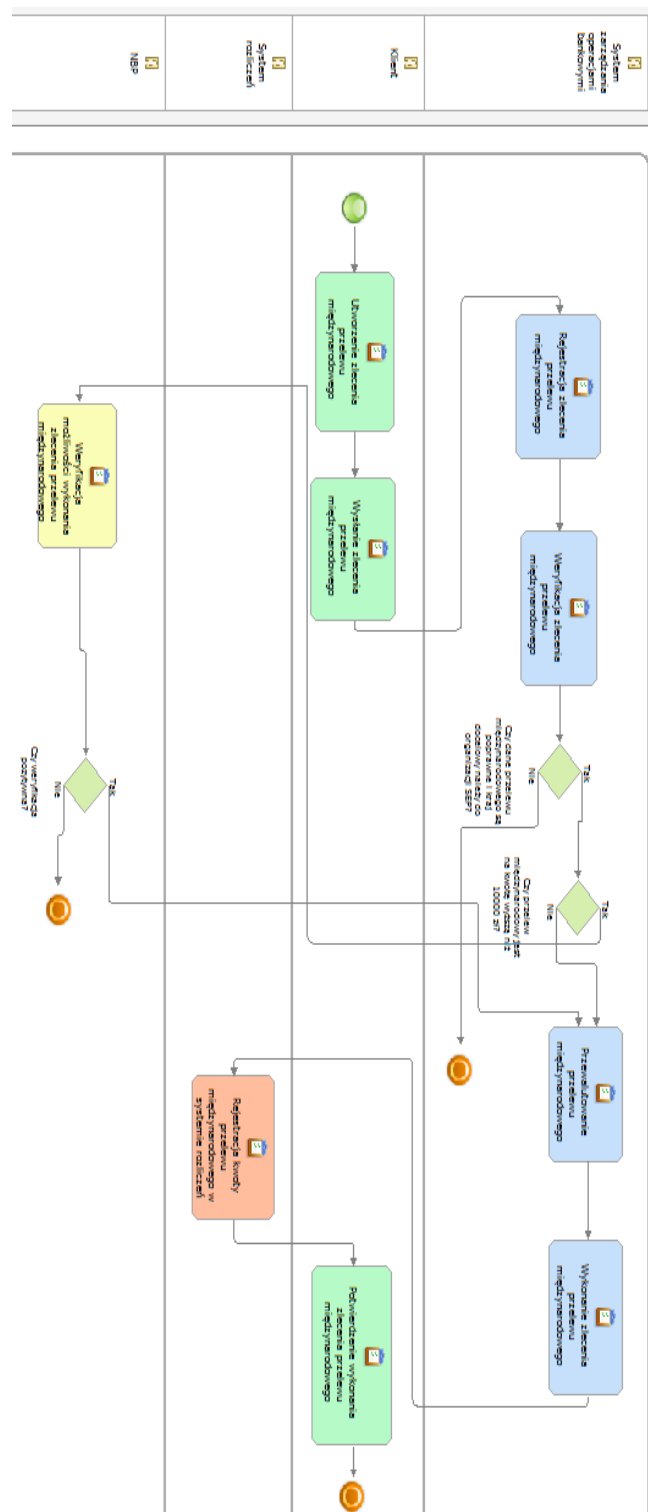 System
zarządzania
operacjami
bankowymi
Klient
System
rozliczeń
NBP
Rejestracja zlecenia
przelewu
międzynarodowego
Weryfikacja zlecenia
przelewu
międzynarodowego
Czy dane przelewu
międzynarodowego są
poprawne i kraj
docelowy należy do
organizacji SEP?
Tak
Nie
Czy przelew
międzynarodowy jest
na kwotę wyższą niż
10000 zł?
Tak
Nie
Przewalutowanie
przelewu
międzynarodowego
Wykonanie zlecenia
przelewu
międzynarodowego
Utworzenie zlecenia
przelewu
międzynarodowego
Wysłanie zlecenia
przelewu
międzynarodowego
Potwierdzenie wykonania
zlecenia przelewu
międzynarodowego
Rejestracja kwoty
przelewu
międzynarodowego w
systemie rozliczeń
Weryfikacja
możliwości wykonania
zlecenia przelewu
międzynarodowego
Tak
Nie
Czy weryfikacja
pozytywna?